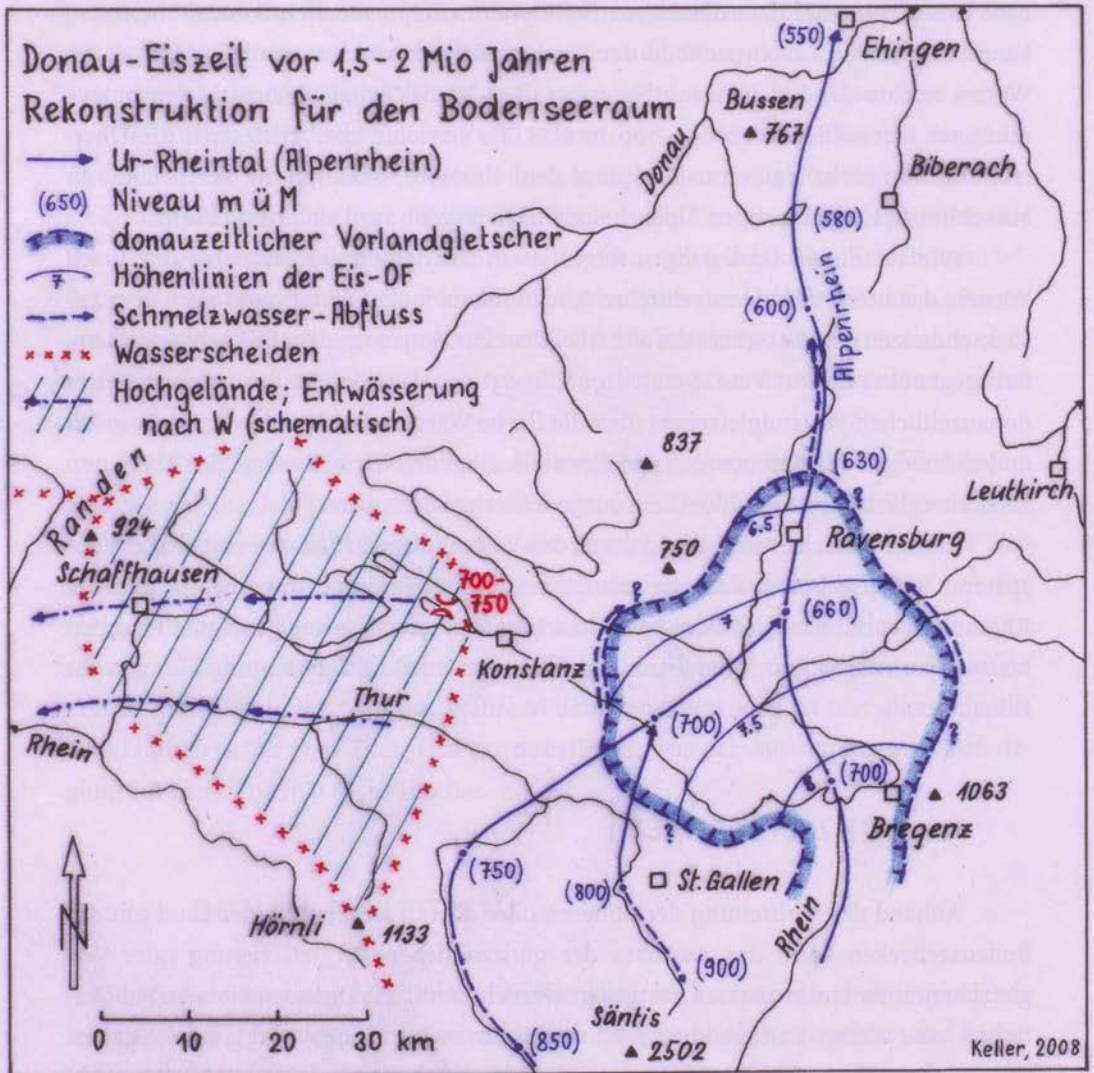 Donau-Eiszeit vor 1,5-2 Mio Jahren
Rekonstruktion für den Bodenseeraum
Ur-Rheintal (Alpenrhein)
(650) Niveau m ü M
donauzeitlicher Vorlandgletscher
7 Höhenlinien der Eis-OF
Schmelzwasser-Abfluss
Wasserscheiden
Hochgelände, Entwässerung
nach W (schematisch)
(550)
Ehingen
Bussen
767
Donau
Biberach
(580)
(600)
Alpenrhein
(630)
837
Leutkirch
Randen
924
Schaffhausen
6.5
Ravensburg
?
750
?
700-
750
(660)
Konstanz
7
Thur
(700)
7.5
Rhein
8
(700)
1063
Bregenz
?
(750)
(800)
St. Gallen
Rhein
N
Hörnli
1133
(900)
Säntis
0 10 20 30 km
(850)
2502
Keller, 2008